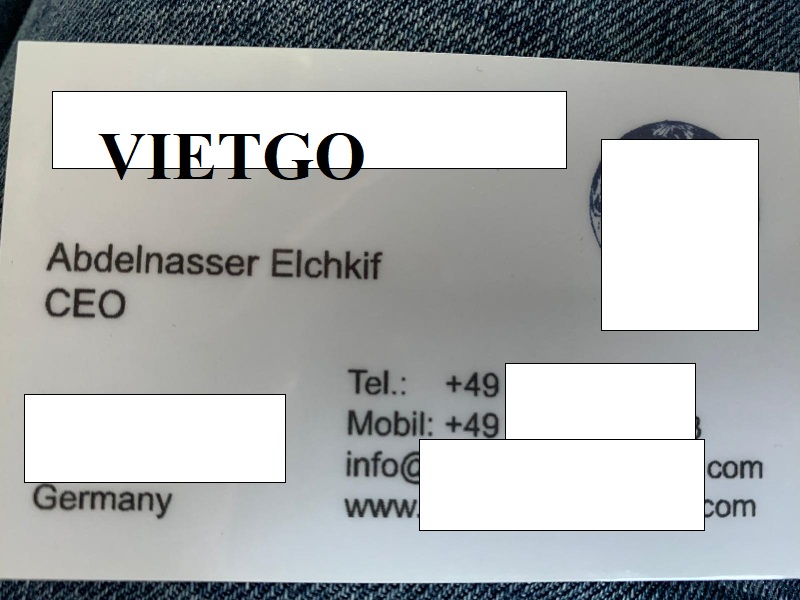 VIETGO
Abdelnasser Elchkif
CEO
Tel.: +49
Mobil: +49
info@ .com
www. .com
Germany